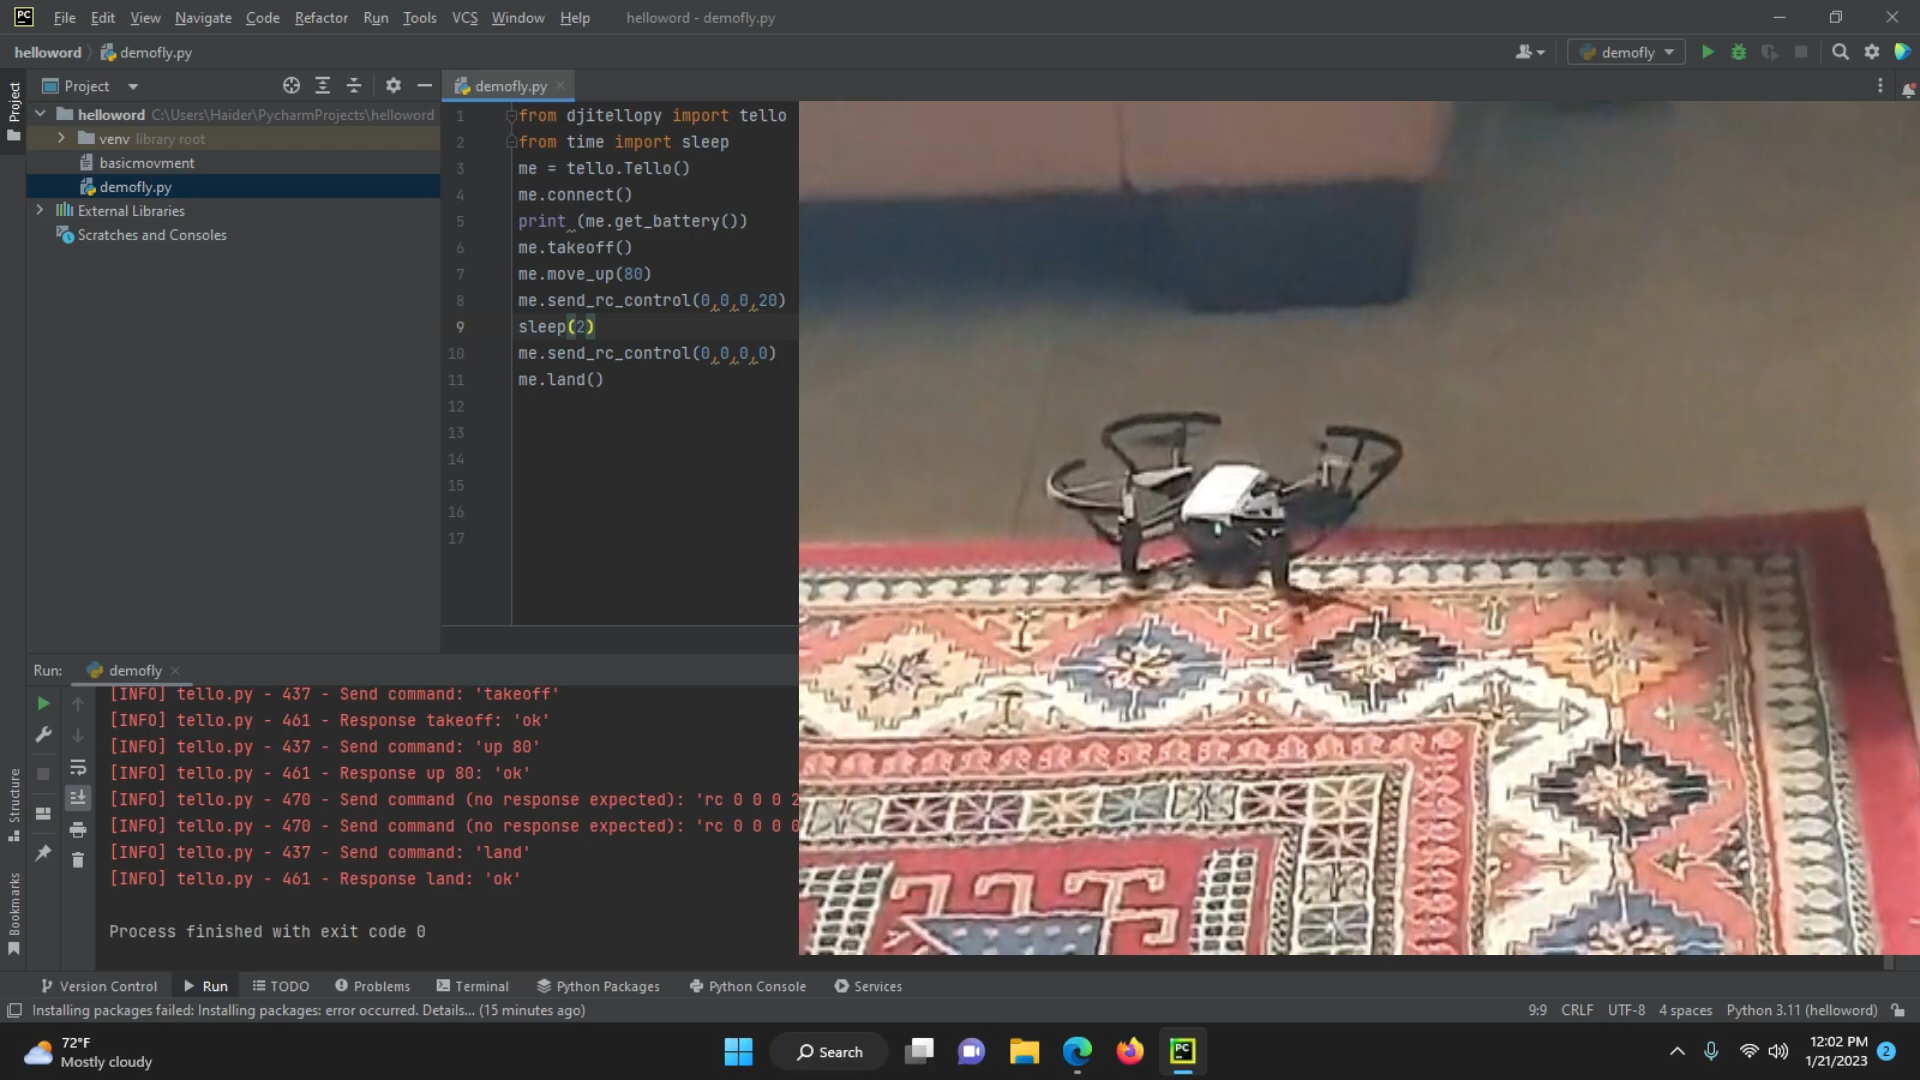 PC File Edit View Navigate Code Refactor Run Tools VCS Window Help helloword - demofly.py
helloword demofly.py
demofly
Project
Project
demofly.py
helloword C:\Users\Haider\PycharmProjects\helloword
venv library root
basicmovment
demofly.py
External Libraries
Scratches and Consoles
1 from djitellopy import tello
2 from time import sleep
3 me = tello.Tello()
4 me.connect()
5 print (me.get_battery())
6 me.takeoff()
7 me.move_up(80)
8 me.send_rc_control(0,0,0,20)
9 sleep(2)
10 me.send_rc_control(0,0,0,0)
11 me.land()
12
13
14
15
16
17
Run: demofly
[INFO] tello.py - 437 - Send command: 'takeoff'
[INFO] tello.py - 461 - Response takeoff: 'ok'
[INFO] tello.py - 437 - Send command: 'up 80'
[INFO] tello.py - 461 - Response up 80: 'ok'
[INFO] tello.py - 470 - Send command (no response expected): 'rc 0 0 0 2
[INFO] tello.py - 470 - Send command (no response expected): 'rc 0 0 0 0
[INFO] tello.py - 437 - Send command: 'land'
[INFO] tello.py - 461 - Response land: 'ok'
Process finished with exit code 0
Structure
Bookmarks
Version Control Run TODO Problems Terminal Python Packages Python Console Services
Installing packages failed: Installing packages: error occurred. Details... (15 minutes ago)
9:9 CRLF UTF-8 4 spaces Python 3.11 (helloword)
72°F
Mostly cloudy
Search
PC
12:02 PM
1/21/2023
2